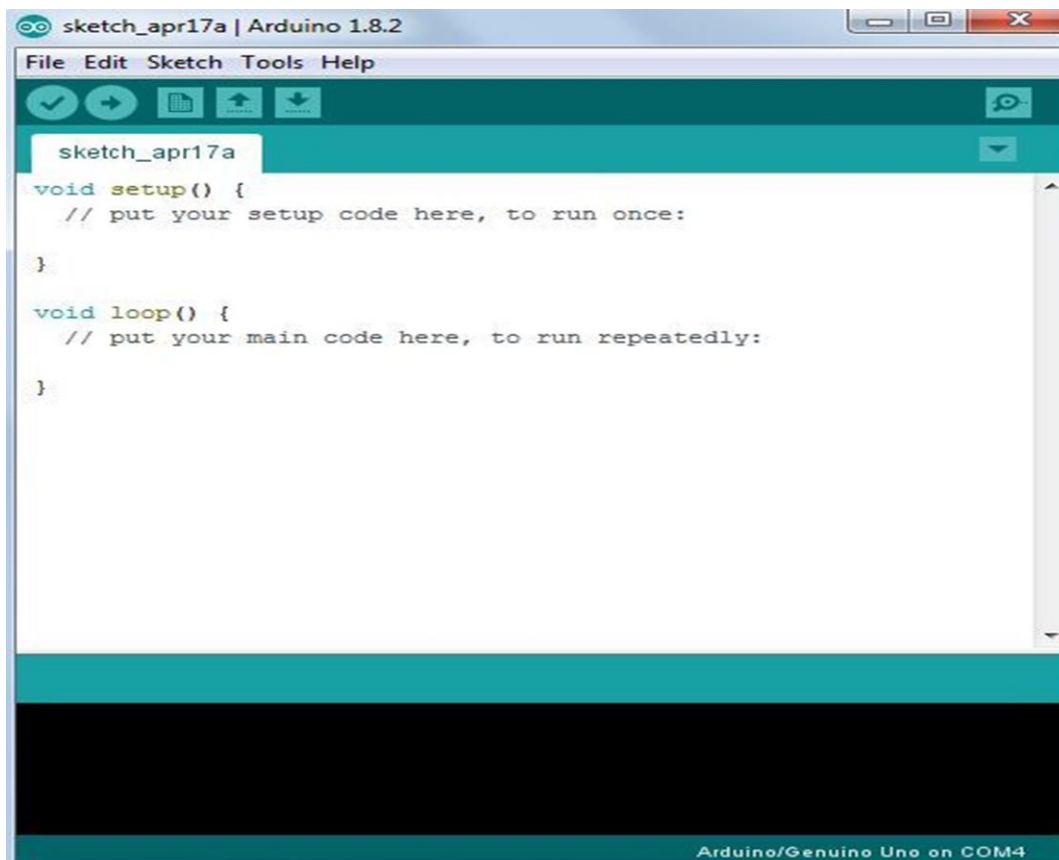 sketch_apr17a | Arduino 1.8.2
File Edit Sketch Tools Help
sketch_apr17a
void setup() {
  // put your setup code here, to run once:
}
void loop() {
  // put your main code here, to run repeatedly:
}
Arduino/Genuino Uno on COM4